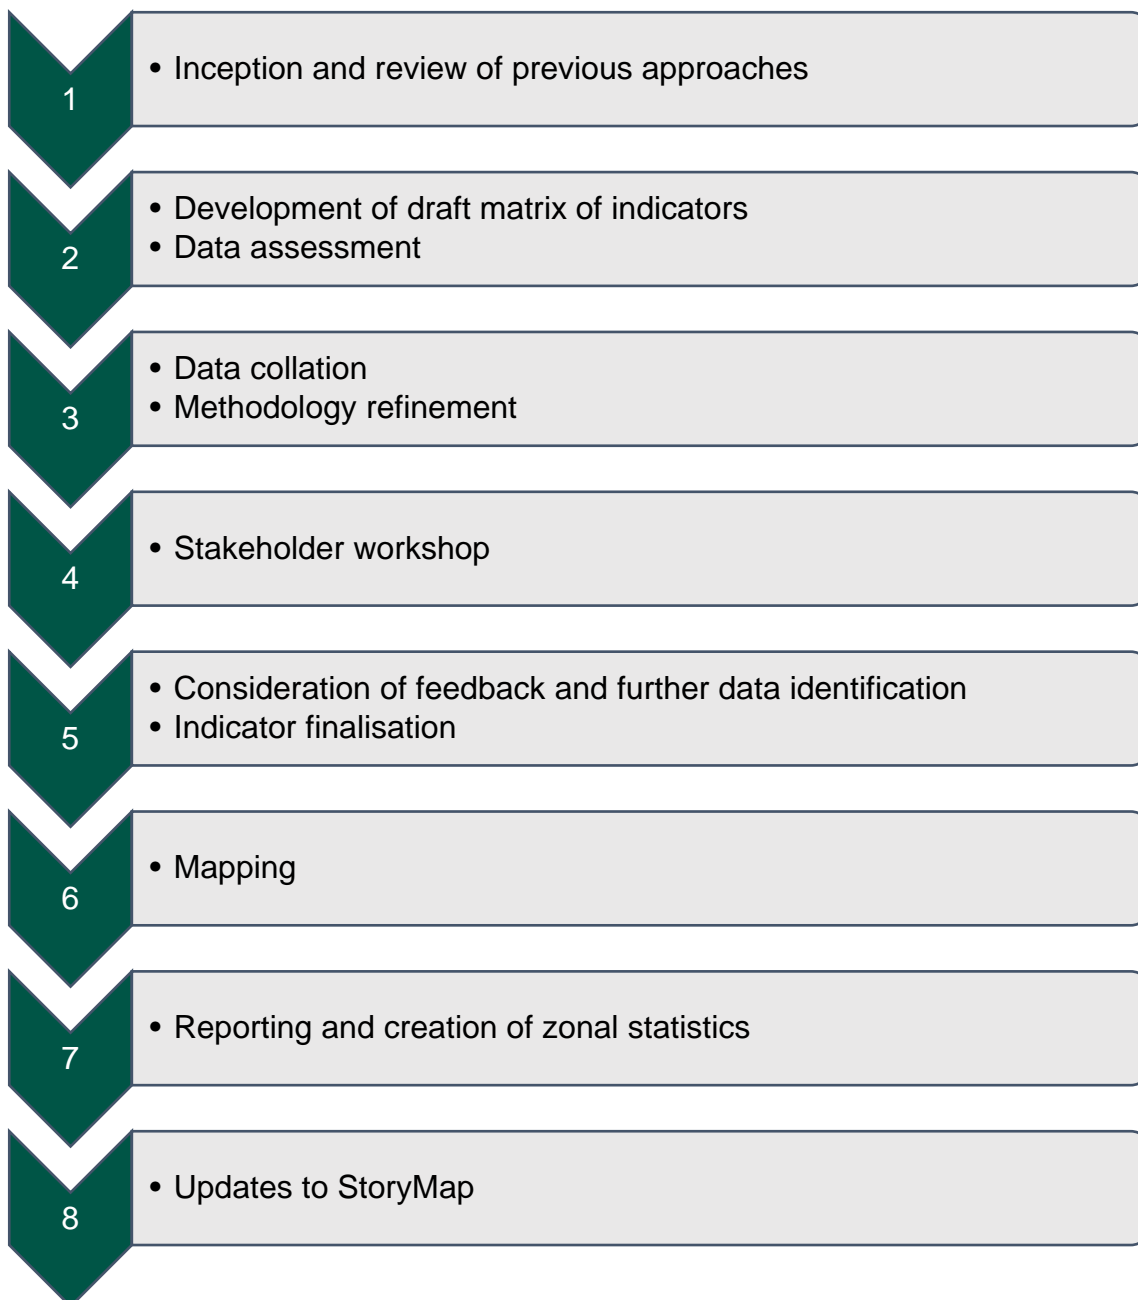 1
• Inception and review of previous approaches
2
• Development of draft matrix of indicators
• Data assessment
3
• Data collation
• Methodology refinement
4
• Stakeholder workshop
5
• Consideration of feedback and further data identification
• Indicator finalisation
6
• Mapping
7
• Reporting and creation of zonal statistics
8
• Updates to StoryMap